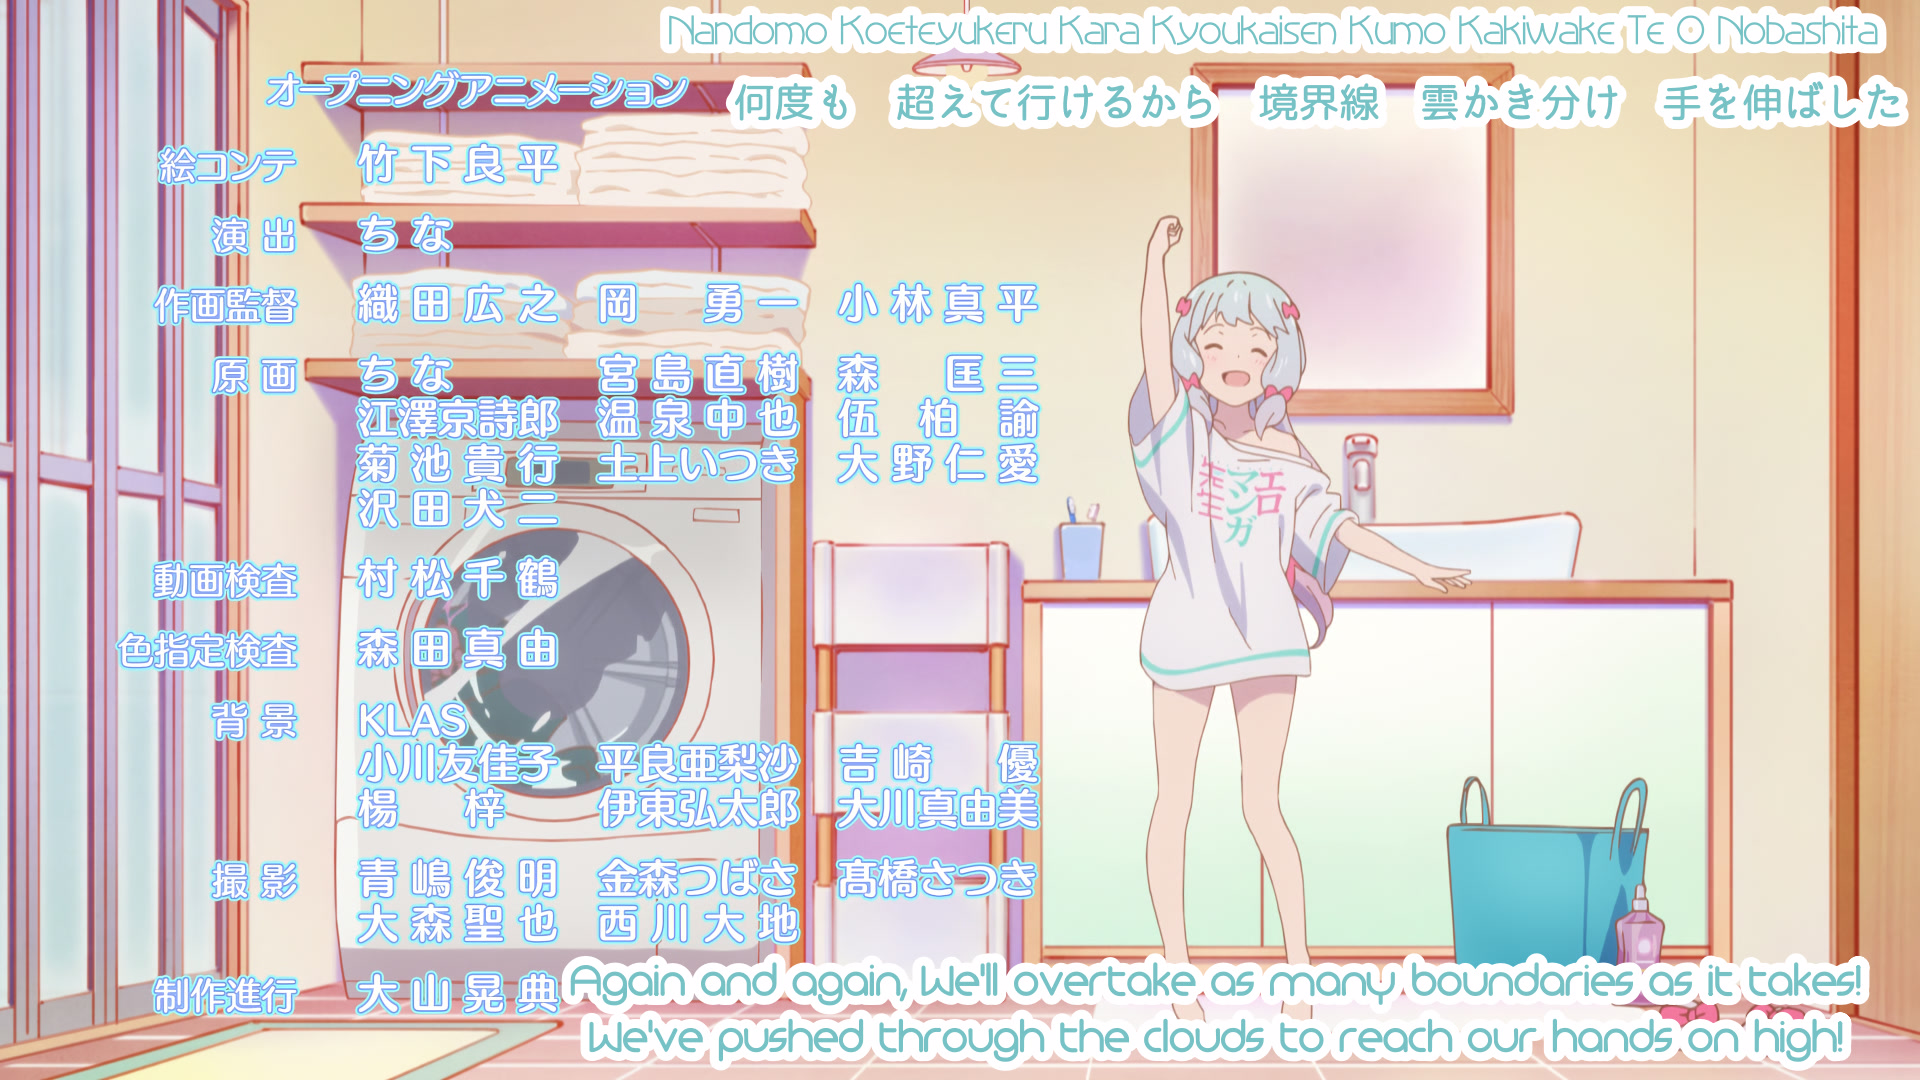 Nandomo Koeteyukeru Kara Kyoukaisen Kumo Kakiwake Te O Nobashita
何度も　超えて行けるから　境界線　雲かき分け　手を伸ばした
オープニングアニメーション
絵コンテ　竹下良平
演出　ちな
作画監督　織田広之　岡勇一　小林真平
原画　ちな　宮島直樹　森匡三
江澤京詩郎　温泉中也　伍柏諭
菊池貴行　土上いつき　大野仁愛
沢田犬二
動画検査　村松千鶴
色指定検査　森田真由
背景　KLAS
小川友佳子　平良亜梨沙　吉崎優
楊梓　伊東弘太郎　大川真由美
撮影　青嶋俊明　金森つばさ　髙橋さつき
大森聖也　西川大地
制作進行　大山晃典
エロ
マンガ
先生
Again and again, We'll overtake as many boundaries as it takes!
We've pushed through the clouds to reach our hands on high!